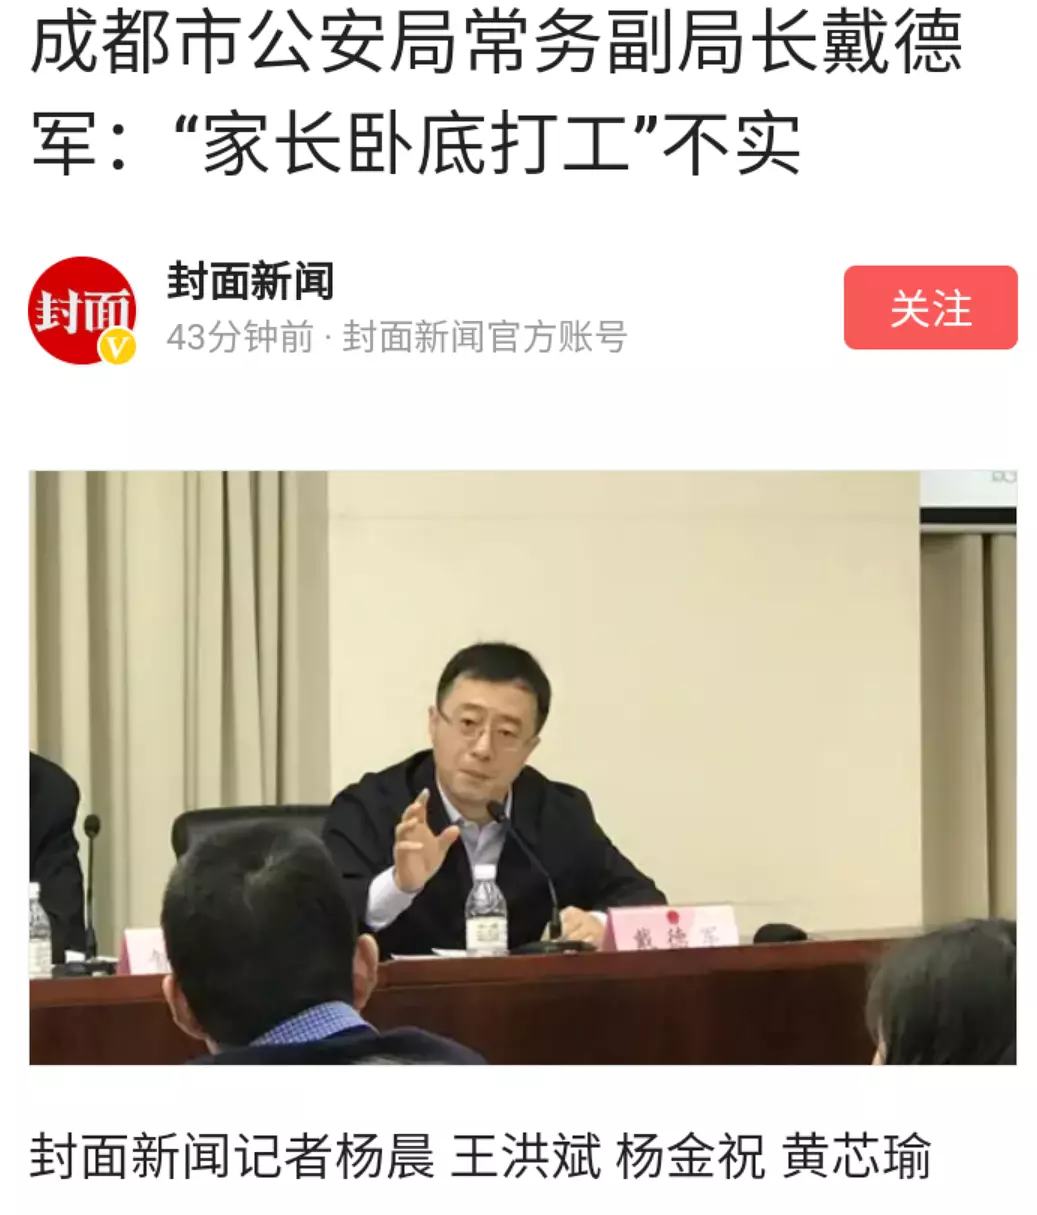 成都市公安局常务副局长戴德
军：“家长卧底打工”不实
封面
V
封面新闻
43分钟前 · 封面新闻官方账号
关注
戴德军
封面新闻记者杨晨 王洪斌 杨金祝 黄芯瑜